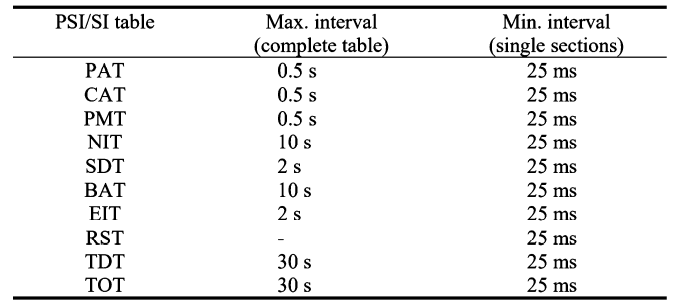 PSI/SI table Max. interval Min. interval
(complete table) (single sections)
PAT 0.5 s 25 ms
CAT 0.5 s 25 ms
PMT 0.5 s 25 ms
NIT 10 s 25 ms
SDT 2 s 25 ms
BAT 10 s 25 ms
EIT 2 s 25 ms
RST - 25 ms
TDT 30 s 25 ms
TOT 30 s 25 ms